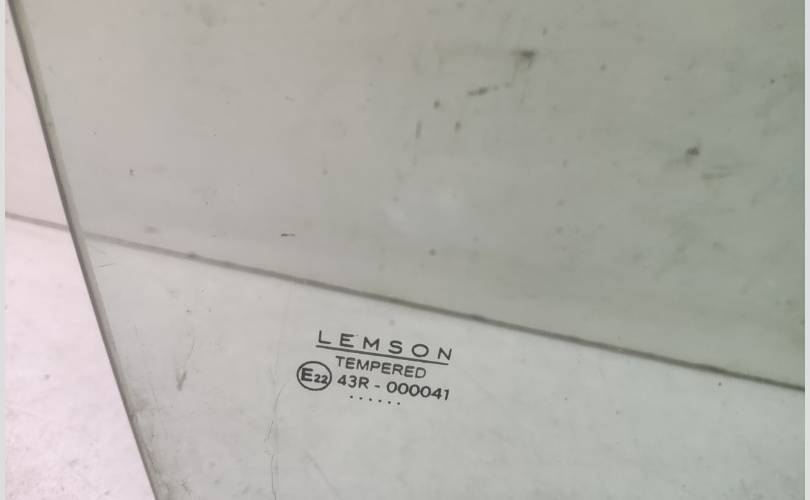 LEMSON
TEMPERED
E22 43R - 000041
......